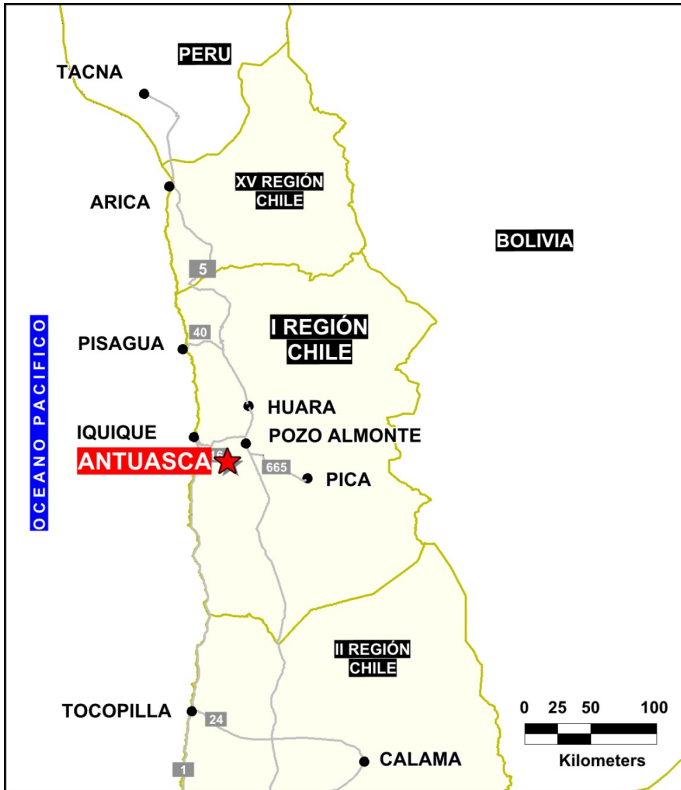 PERU
TACNA
XV REGIÓN
CHILE
ARICA
BOLIVIA
5
I REGIÓN
CHILE
40
PISAGUA
OCEANO PACIFICO
HUARA
IQUIQUE
POZO ALMONTE
16
ANTUASCA
665
PICA
II REGIÓN
CHILE
TOCOPILLA
24
0 25 50 100
CALAMA
Kilometers
1